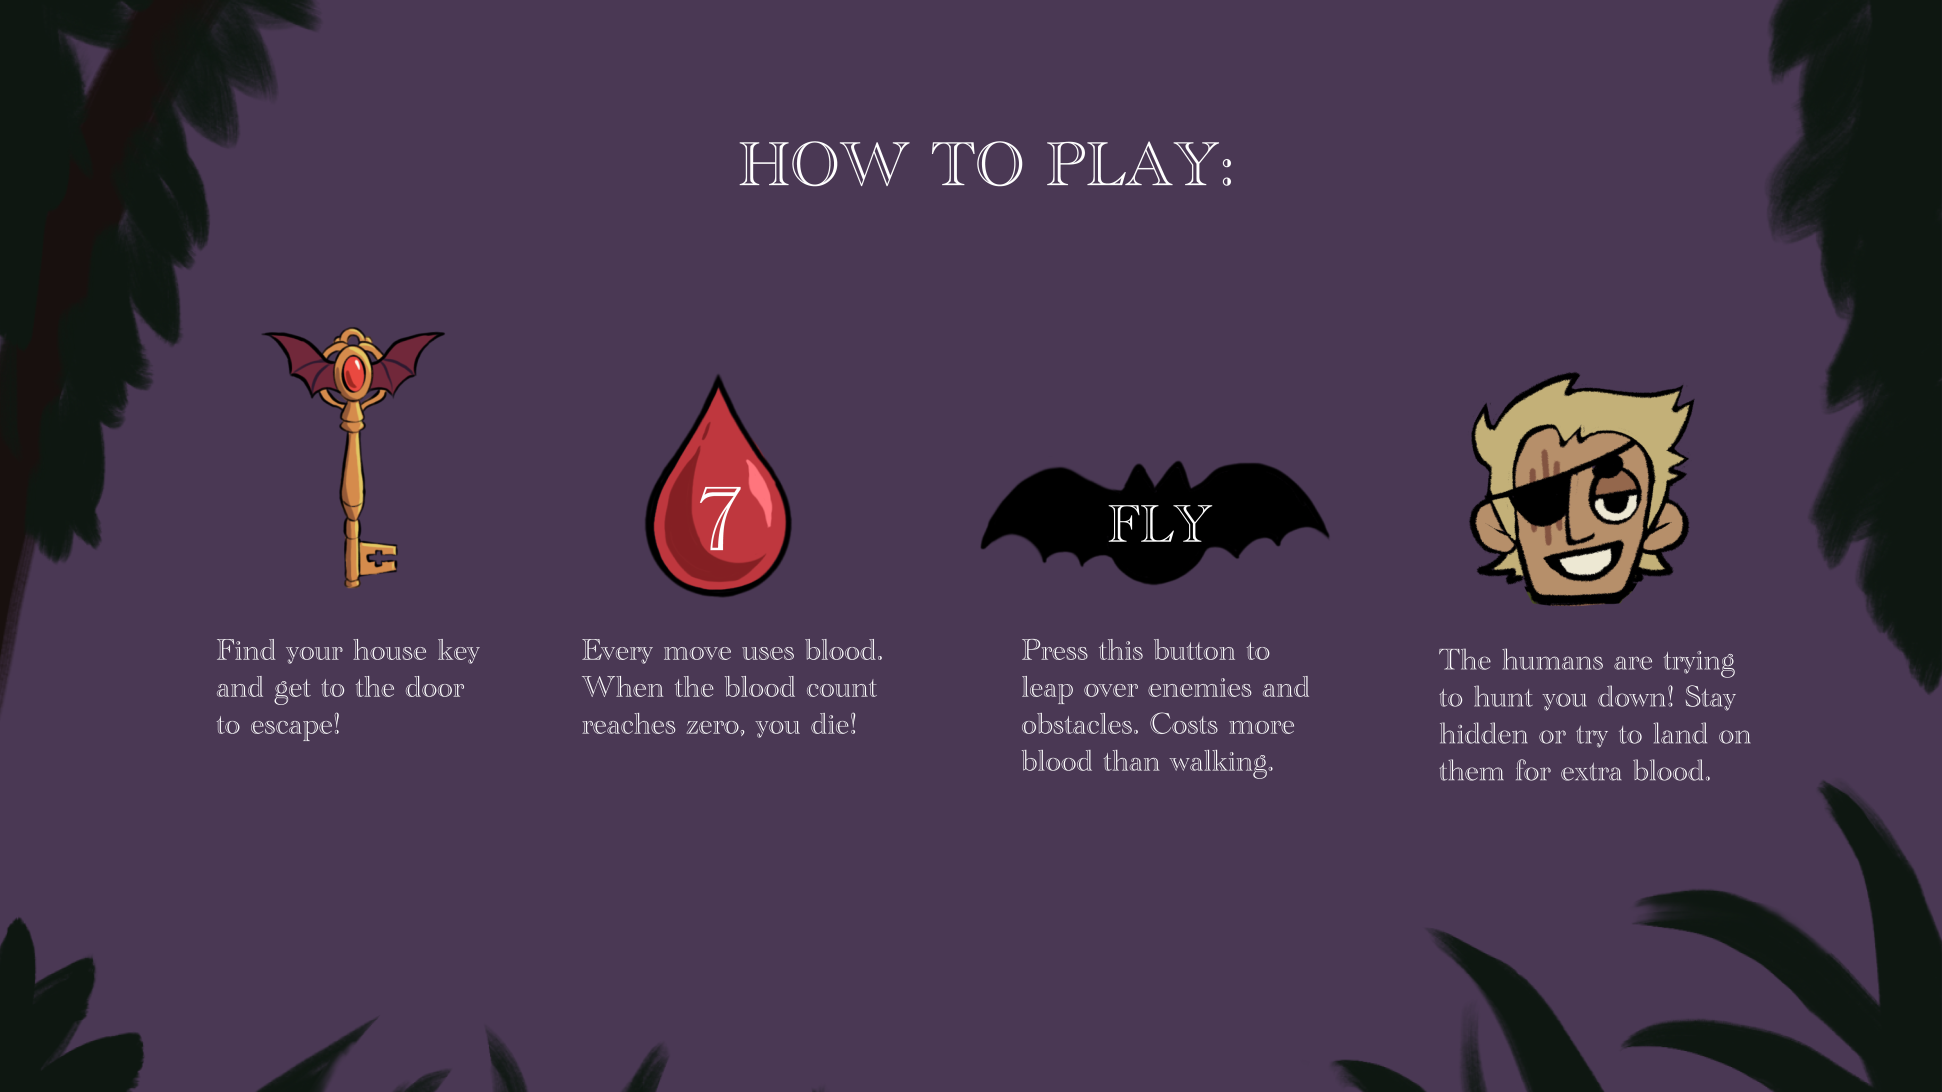 HOW TO PLAY:
7
FLY
Find your house key
and get to the door
to escape!
Every move uses blood.
When the blood count
reaches zero, you die!
Press this button to
leap over enemies and
obstacles. Costs more
blood than walking.
The humans are trying
to hunt you down! Stay
hidden or try to land on
them for extra blood.